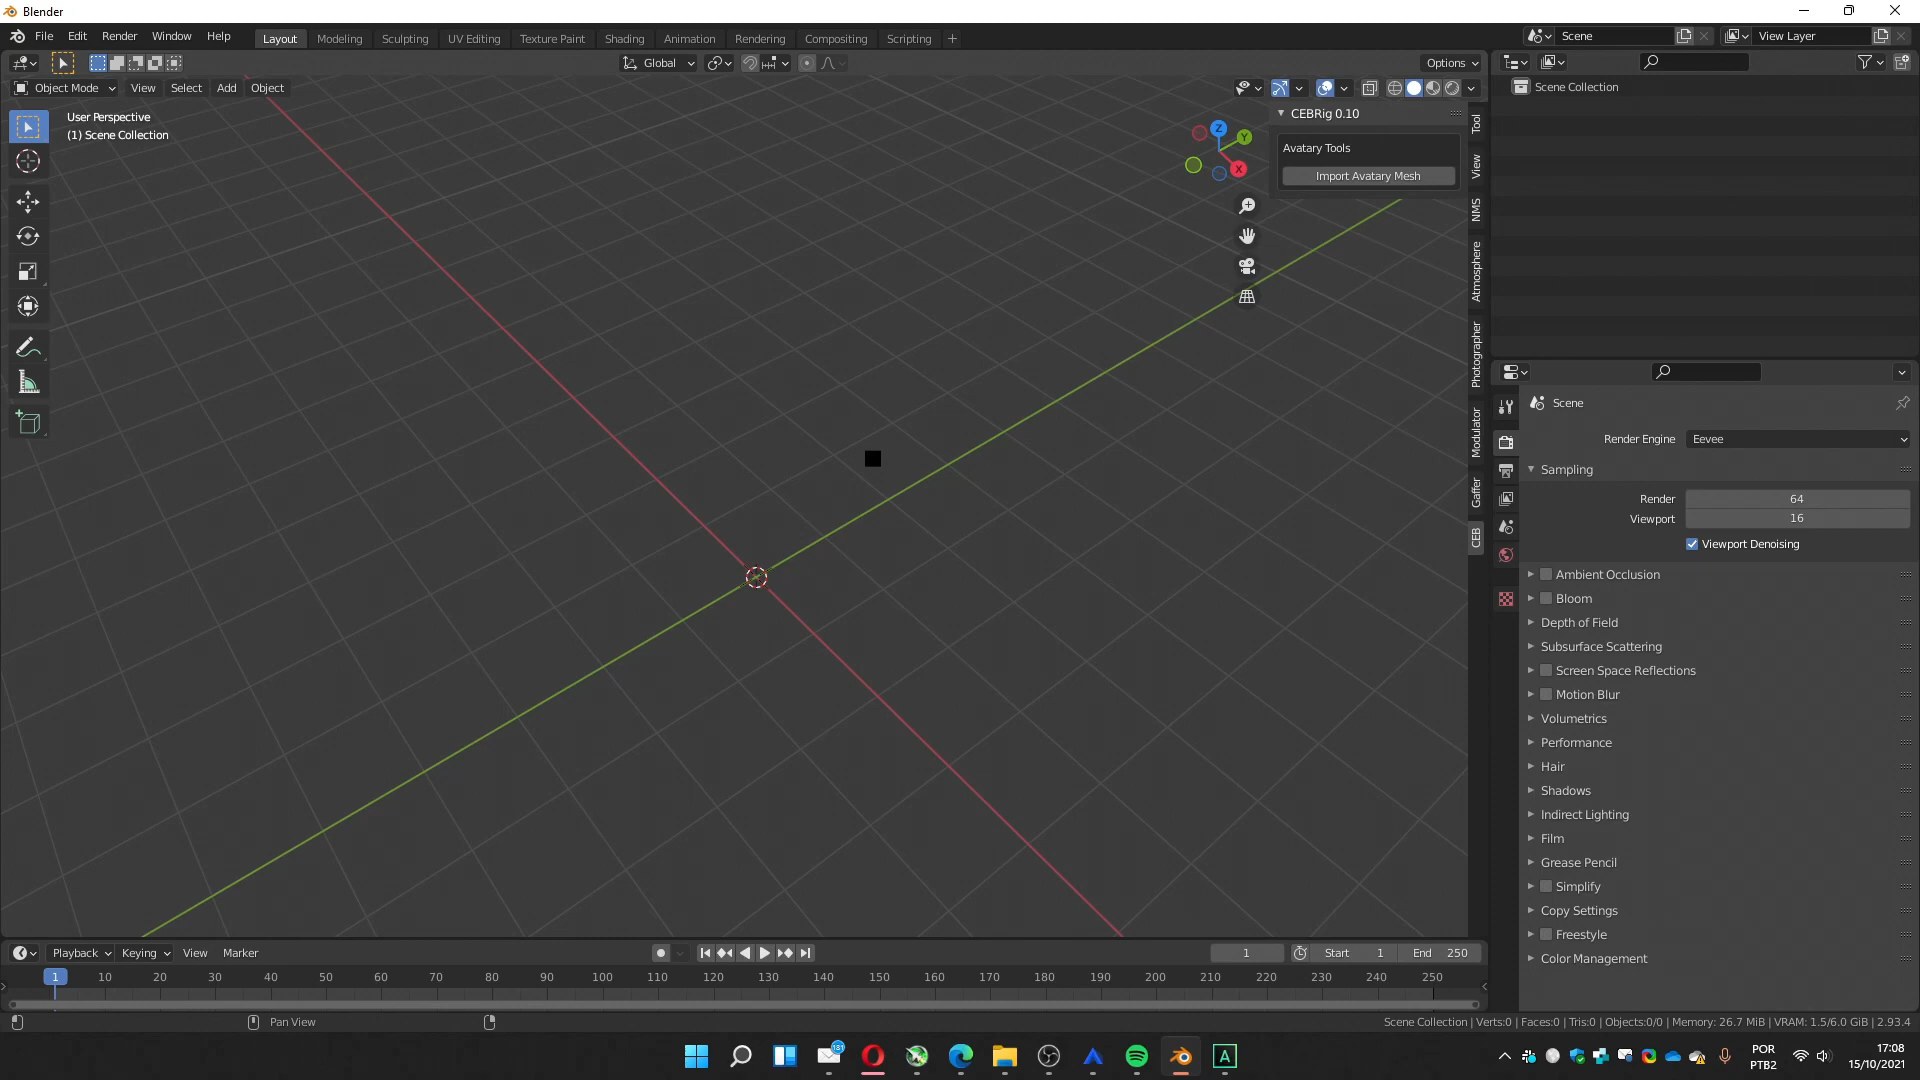 Blender
File Edit Render Window Help Layout Modeling Sculpting UV Editing Texture Paint Shading Animation Rendering Compositing Scripting + Scene View Layer
Global Options
Object Mode View Select Add Object
User Perspective
(1) Scene Collection
Z
Y
X
CEBRig 0.10
Avatary Tools
Import Avatary Mesh
Tool
View
NMS
Atmosphere
Photographer
Modulator
Gaffer
CEB
Scene Collection
Scene
Render Engine Eevee
Sampling
Render 64
Viewport 16
Viewport Denoising
Ambient Occlusion
Bloom
Depth of Field
Subsurface Scattering
Screen Space Reflections
Motion Blur
Volumetrics
Performance
Hair
Shadows
Indirect Lighting
Film
Grease Pencil
Simplify
Copy Settings
Freestyle
Color Management
Playback Keying View Marker 1 Start 1 End 250
1 10 20 30 40 50 60 70 80 90 100 110 120 130 140 150 160 170 180 190 200 210 220 230 240 250
Pan View
Scene Collection | Verts:0 | Faces:0 | Tris:0 | Objects:0/0 | Memory: 26.7 MiB | VRAM: 1.5/6.0 GiB | 2.93.4
181
A
POR
PTB2
17:08
15/10/2021